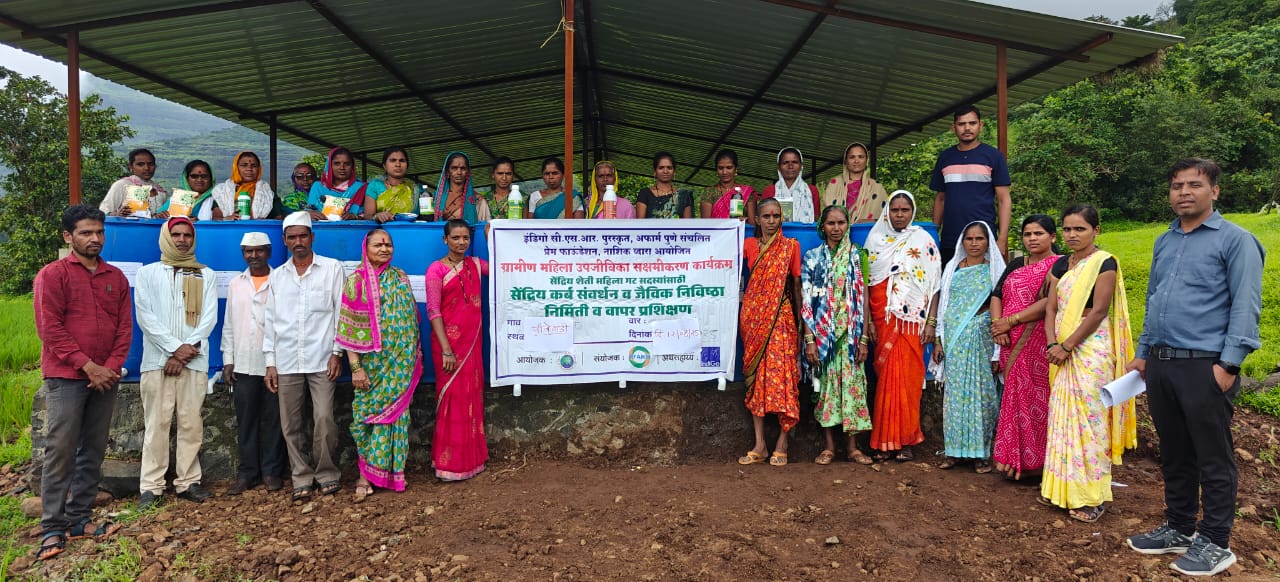 इंडिगो सी.एस.आर. पुरस्कृत, अफार्म पुणे संचलित
प्रेम फाऊंडेशन, नाशिक जारा आयोजित
ग्रामीण महिला उपजीविका सक्षमीकरण कार्यक्रम
सेंद्रिय शेती महिला गट सदस्यांसाठी
सेंद्रिय कर्ब संवर्धन व जैविक निविष्ठा
निर्मिती व वापर प्रशिक्षण
गाव वार :
स्थळ दिनांक
आयोजक : संयोजक : अर्थसहाय्य :